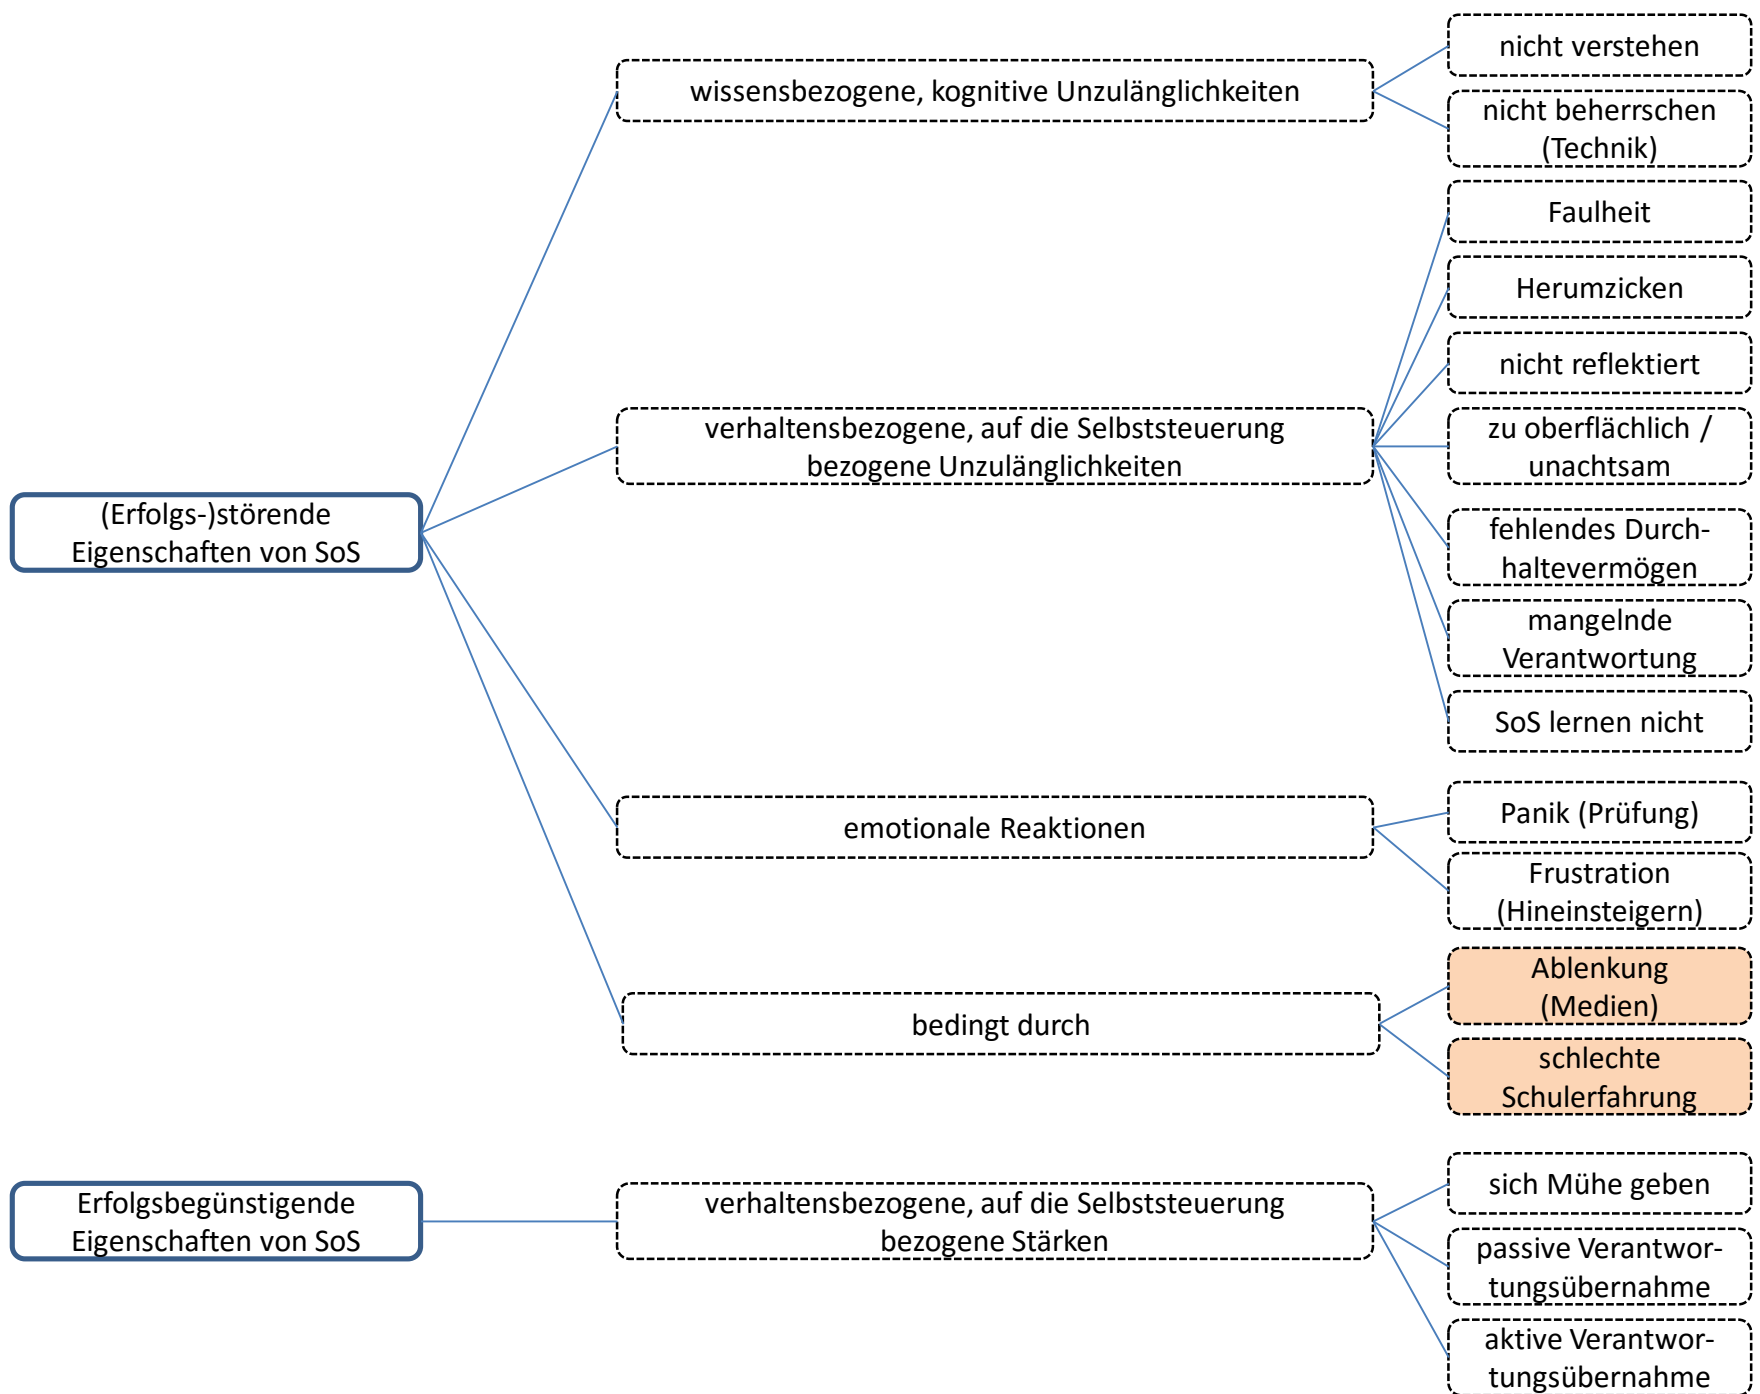 nicht verstehen
wissensbezogene, kognitive Unzulänglichkeiten
nicht beherrschen
(Technik)
Faulheit
Herumzicken
nicht reflektiert
verhaltensbezogene, auf die Selbststeuerung
bezogene Unzulänglichkeiten
zu oberflächlich /
unachtsam
(Erfolgs-)störende
Eigenschaften von SoS
fehlendes Durch-
haltevermögen
mangelnde
Verantwortung
SoS lernen nicht
emotionale Reaktionen
Panik (Prüfung)
Frustration
(Hineinsteigern)
bedingt durch
Ablenkung
(Medien)
schlechte
Schulerfahrung
Erfolgsbegünstigende
Eigenschaften von SoS
verhaltensbezogene, auf die Selbststeuerung
bezogene Stärken
sich Mühe geben
passive Verantwor-
tungsübernahme
aktive Verantwor-
tungsübernahme